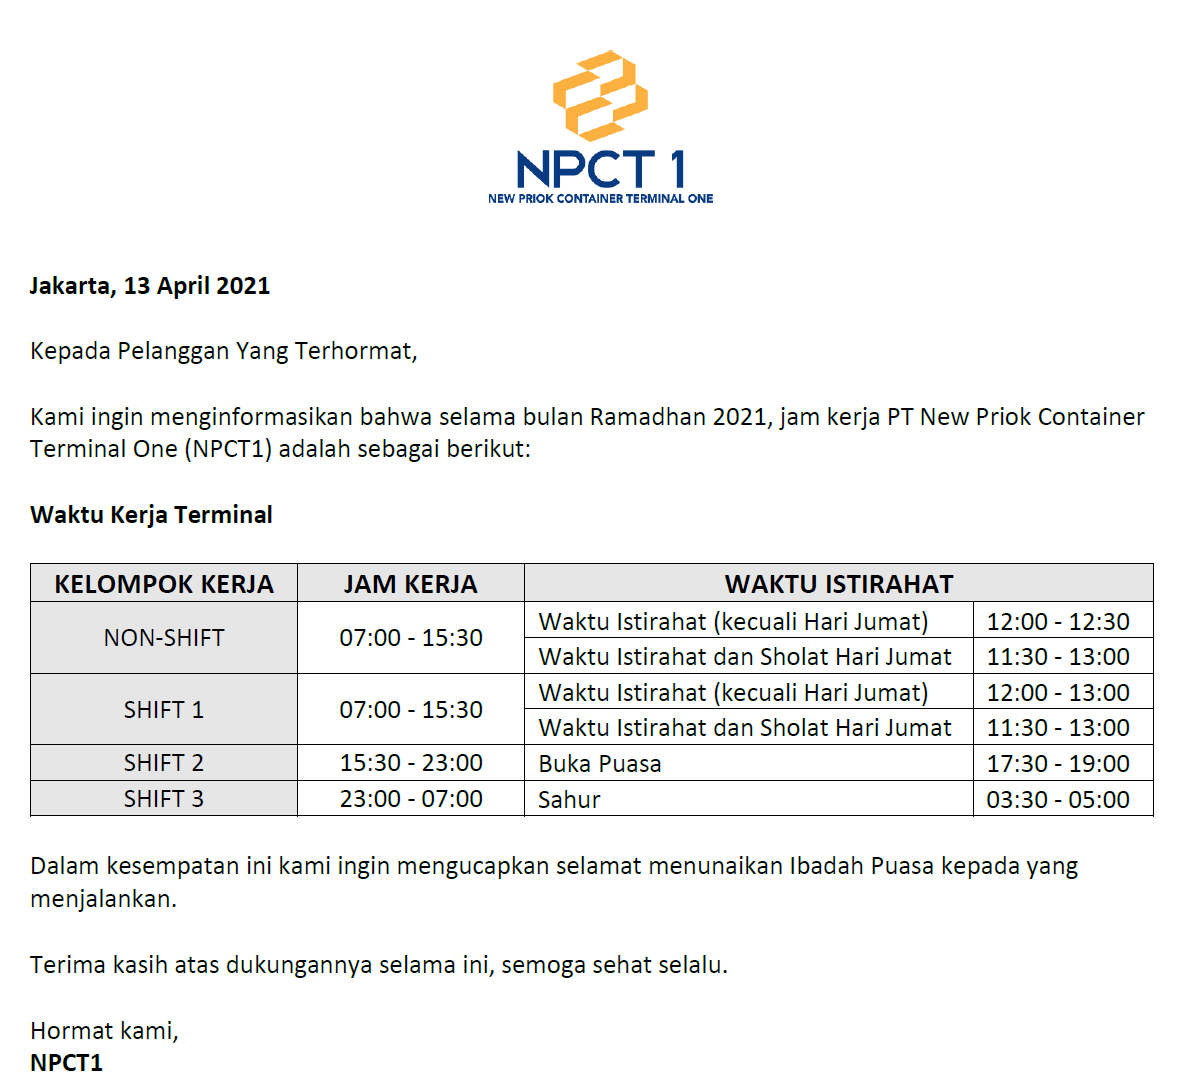 NPCT 1
NEW PRIOK CONTAINER TERMINAL ONE
Jakarta, 13 April 2021
Kepada Pelanggan Yang Terhormat,
Kami ingin menginformasikan bahwa selama bulan Ramadhan 2021, jam kerja PT New Priok Container
Terminal One (NPCT1) adalah sebagai berikut:
Waktu Kerja Terminal
KELOMPOK KERJA JAM KERJA WAKTU ISTIRAHAT
NON-SHIFT 07:00 - 15:30 Waktu Istirahat (kecuali Hari Jumat) 12:00 - 12:30
Waktu Istirahat dan Sholat Hari Jumat 11:30 - 13:00
SHIFT 1 07:00 - 15:30 Waktu Istirahat (kecuali Hari Jumat) 12:00 - 13:00
Waktu Istirahat dan Sholat Hari Jumat 11:30 - 13:00
SHIFT 2 15:30 - 23:00 Buka Puasa 17:30 - 19:00
SHIFT 3 23:00 - 07:00 Sahur 03:30 - 05:00
Dalam kesempatan ini kami ingin mengucapkan selamat menunaikan Ibadah Puasa kepada yang
menjalankan.
Terima kasih atas dukungannya selama ini, semoga sehat selalu.
Hormat kami,
NPCT1